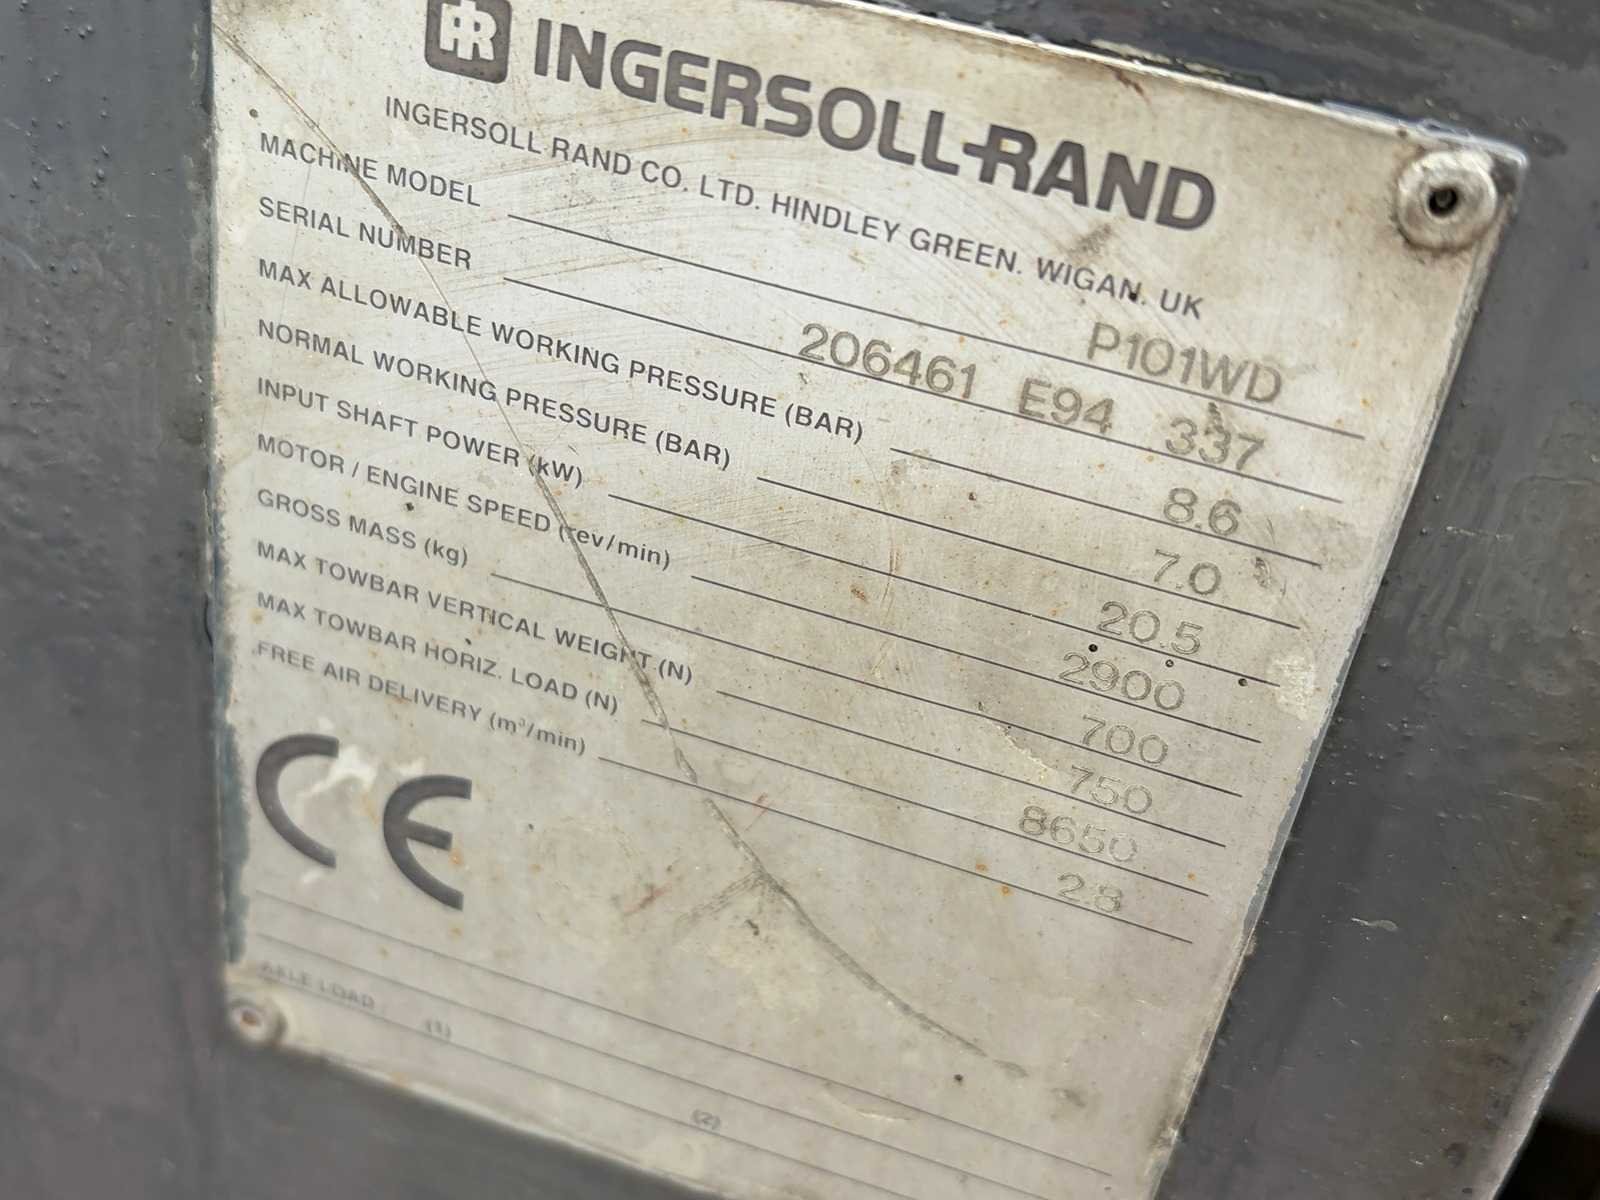 IR INGERSOLL-RAND
INGERSOLL RAND CO. LTD. HINDLEY GREEN. WIGAN. UK
MACHINE MODEL P101WD
SERIAL NUMBER 206461 E94 337
MAX ALLOWABLE WORKING PRESSURE (BAR) 8.6
NORMAL WORKING PRESSURE (BAR) 7.0
INPUT SHAFT POWER (kW) 20.5
MOTOR / ENGINE SPEED (rev/min) 2900
GROSS MASS (kg) 700
MAX TOWBAR VERTICAL WEIGHT (N) 750
MAX TOWBAR HORIZ. LOAD (N) 8650
FREE AIR DELIVERY (m³/min) 2.8
CE
AXLE LOAD : (1)
(2)